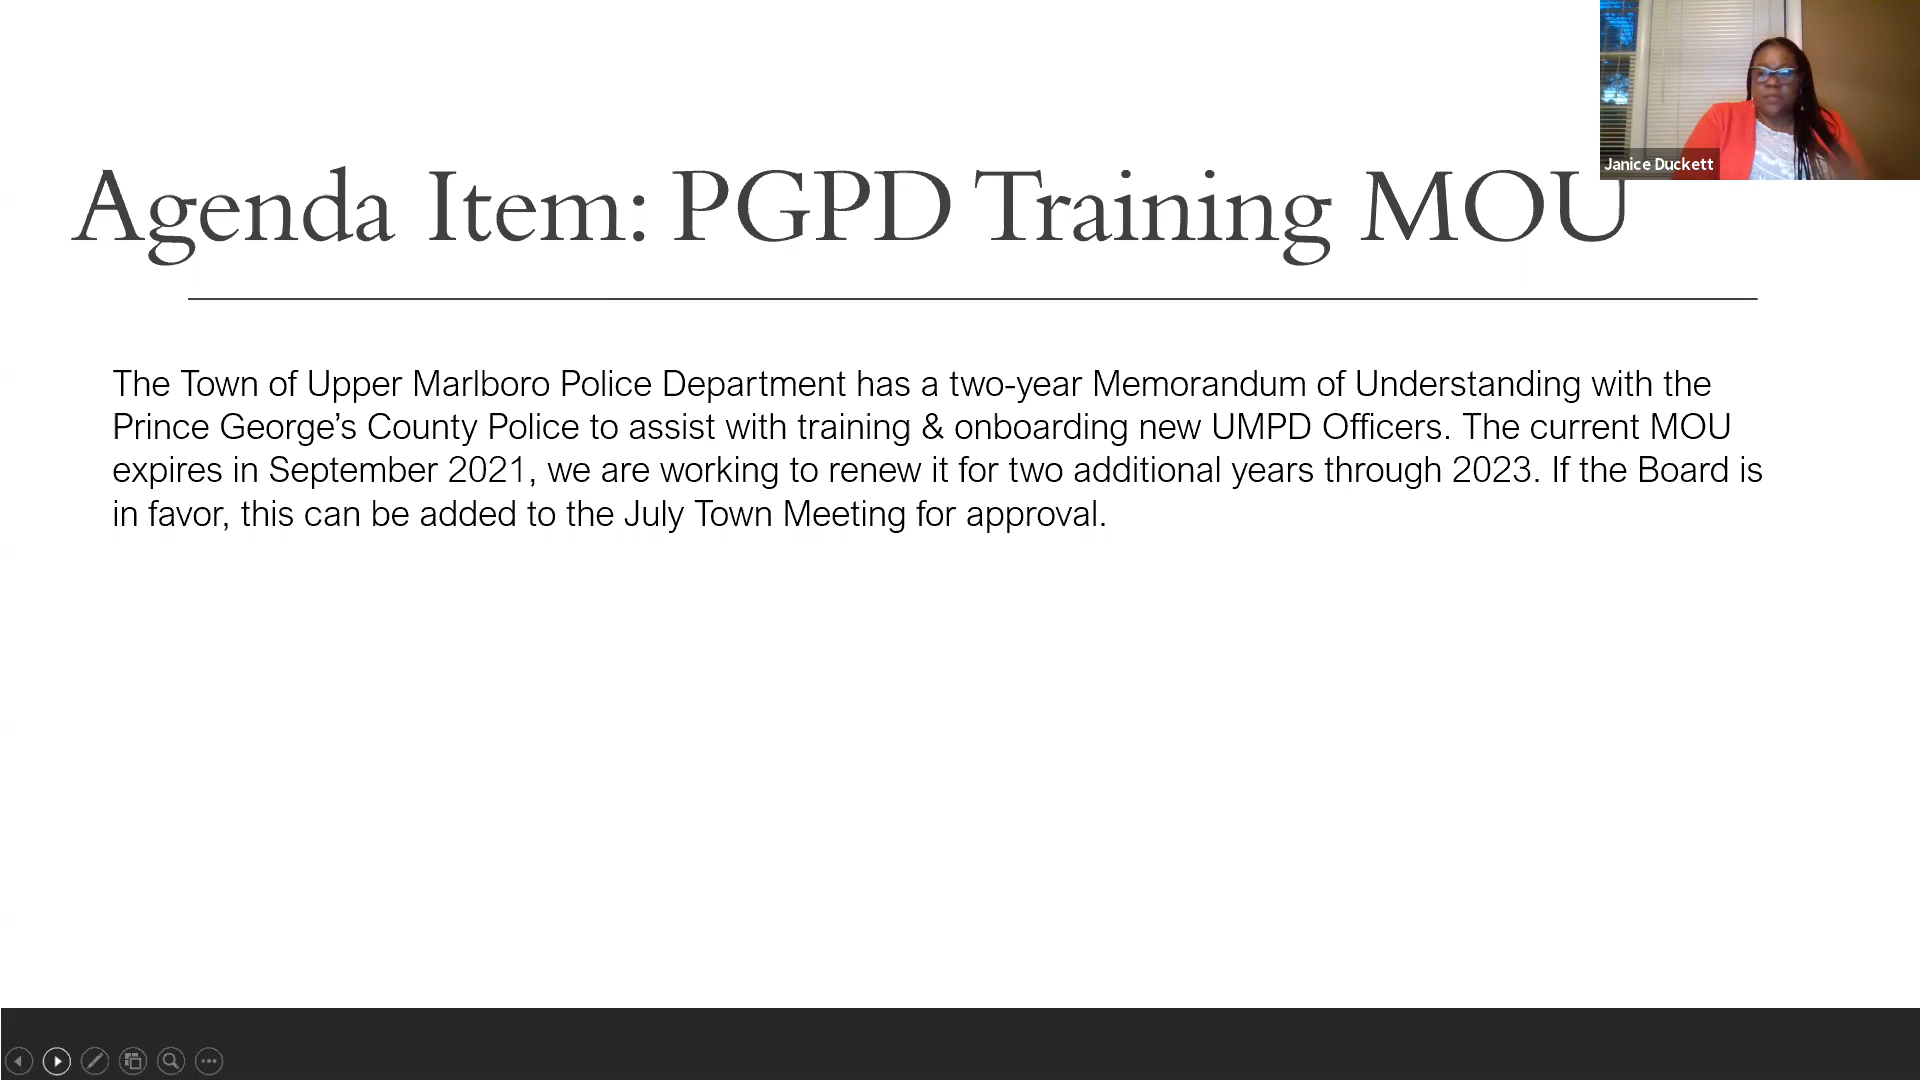 Janice Duckett
Agenda Item: PGPD Training MOU
The Town of Upper Marlboro Police Department has a two-year Memorandum of Understanding with the
Prince George’s County Police to assist with training & onboarding new UMPD Officers. The current MOU
expires in September 2021, we are working to renew it for two additional years through 2023. If the Board is
in favor, this can be added to the July Town Meeting for approval.